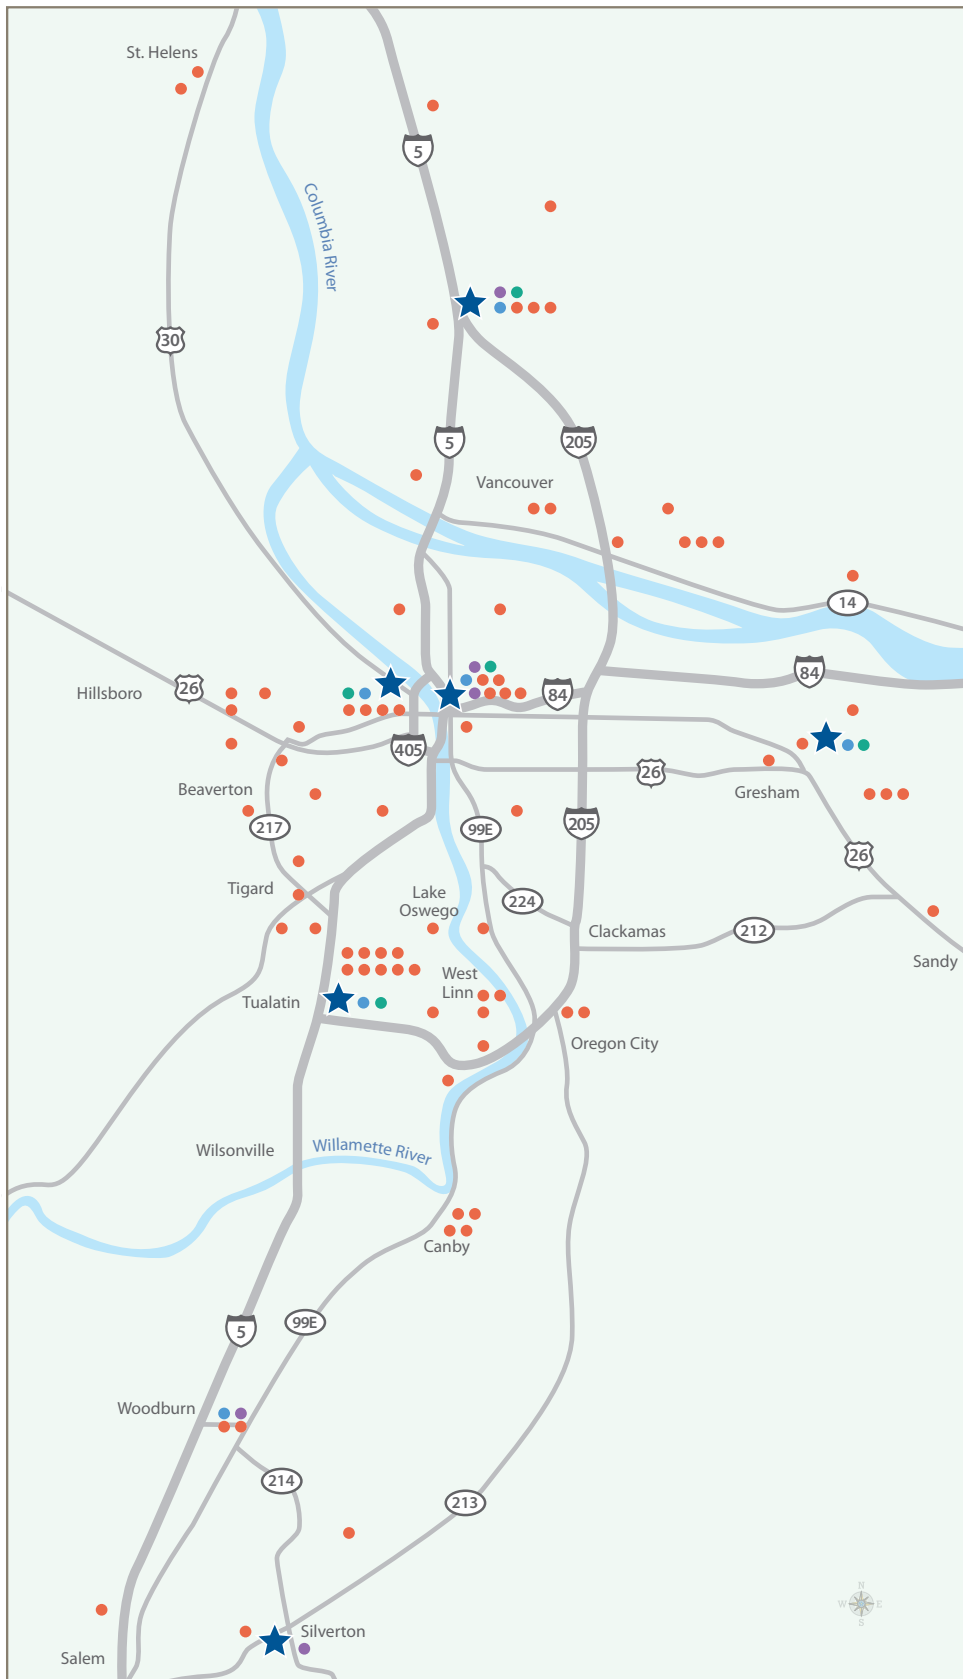 St. Helens
5
Columbia River
30
5
205
Vancouver
14
84
Hillsboro
26
84
405
26
Gresham
Beaverton
217
99E
205
26
Tigard
Lake
Oswego
224
Clackamas
212
Sandy
West
Linn
Tualatin
Oregon City
Wilsonville
Willamette River
Canby
99E
5
Woodburn
214
213
N
W
E
S
Silverton
Salem